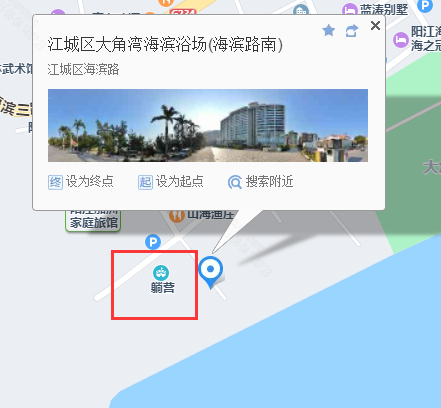 G234
蓝涛别墅
阳江海
海之冠
武术馆
滨三路
江城区大角湾海滨浴场(海滨路南)
江城区海滨路
终 设为终点
起 设为起点
搜索附近
大
家庭旅馆
山海渔庄
P
P
躺营